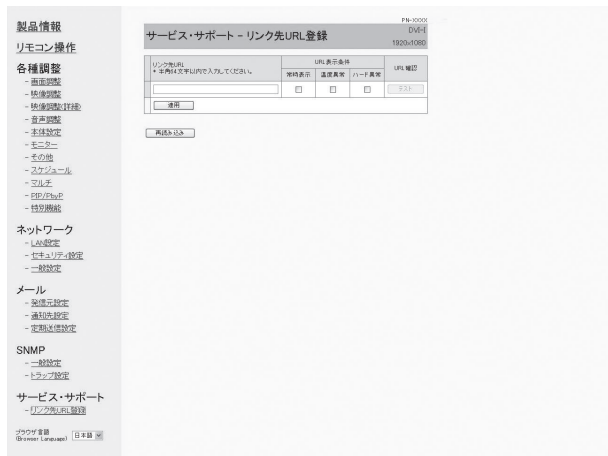 製品情報
リモコン操作
各種調整
- 画面調整
- 映像調整
- 映像調整(詳細)
- 音声調整
- 本体設定
- モニター
- その他
- スケジュール
- マルチ
- PIP/PbyP
- 特別機能
ネットワーク
- LAN設定
- セキュリティ設定
- 一般設定
メール
- 発信元設定
- 通知先設定
- 定期送信設定
SNMP
- 一般設定
- トラップ設定
サービス・サポート
- リンク先URL登録
ブラウザ言語
(Browser Language) 日本語
PN-XXXX
サービス・サポート - リンク先URL登録
DVI-I
1920x1080
リンク先URL
* 半角64文字以内で入力してください。
URL表示条件
常時表示 温度異常 ハード異常
URL確認
テスト
適用
再読み込み